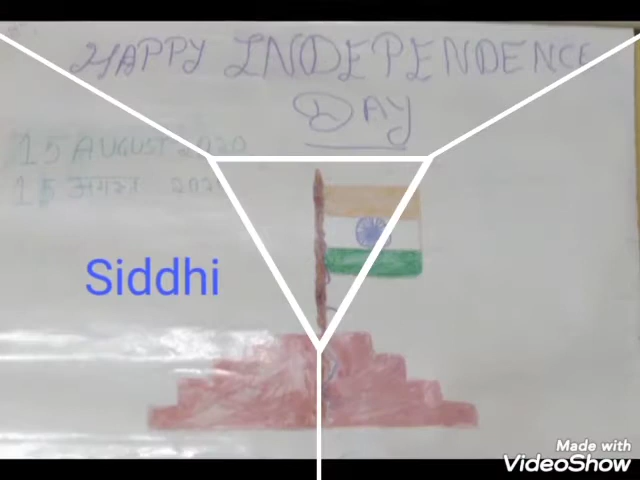 HAPPY INDEPENDENCE
DAY
15 AUGUST 2020
15 अगस्त 2020
Siddhi
Made with
VideoShow